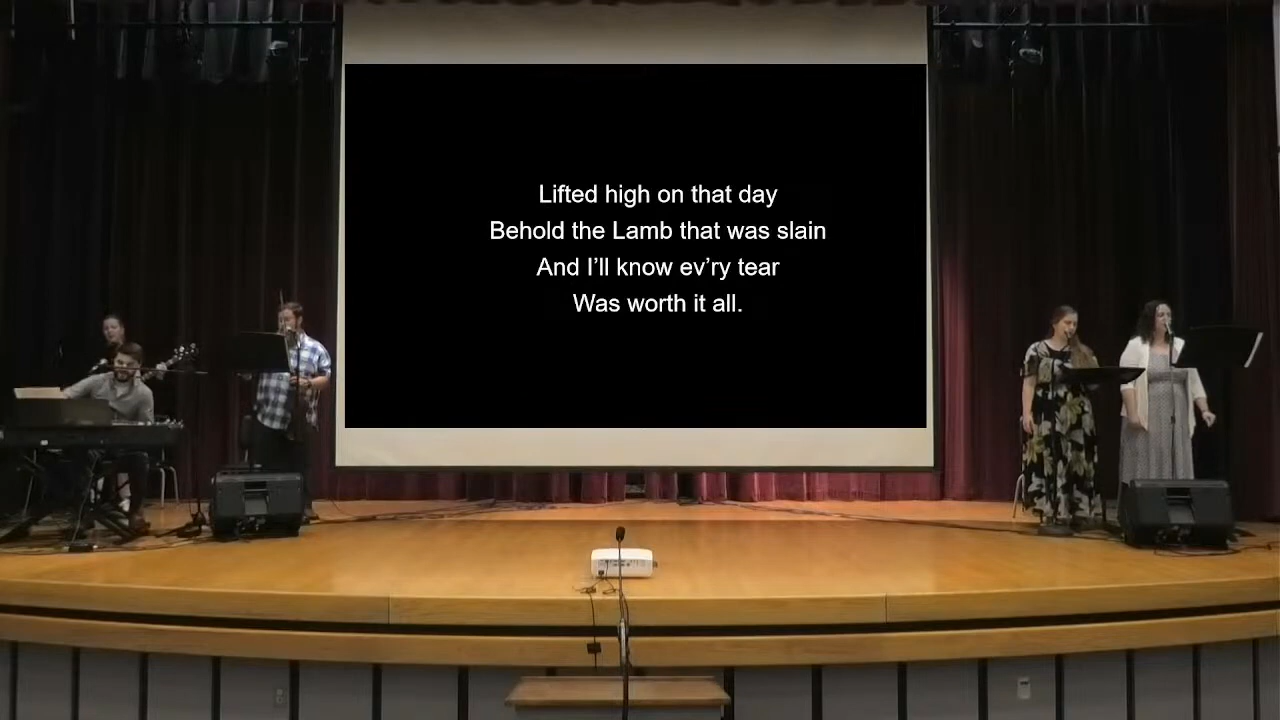 Lifted high on that day
Behold the Lamb that was slain
And I’ll know ev’ry tear
Was worth it all.